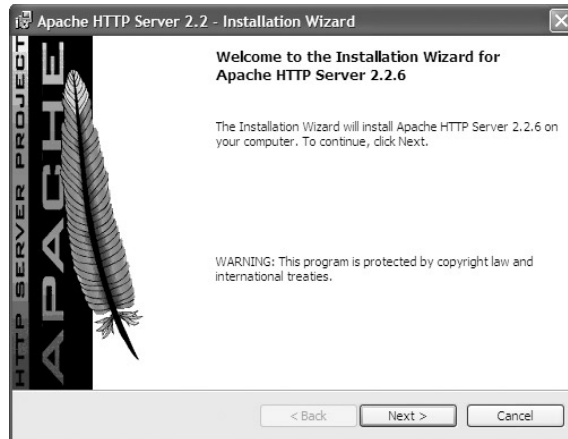 Apache HTTP Server 2.2 - Installation Wizard
HTTP SERVER PROJECT
APACHE
Welcome to the Installation Wizard for
Apache HTTP Server 2.2.6
The Installation Wizard will install Apache HTTP Server 2.2.6 on
your computer. To continue, click Next.
WARNING: This program is protected by copyright law and
international treaties.
< Back
Next >
Cancel